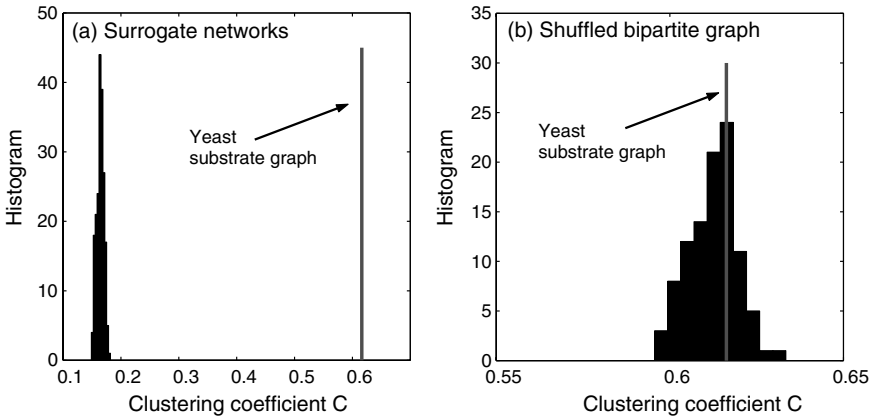 (a) Surrogate networks
50
40
30
20
10
0
Histogram
Yeast
substrate graph
0.1 0.2 0.3 0.4 0.5 0.6
Clustering coefficient C
(b) Shuffled bipartite graph
35
30
25
20
15
10
5
0
Histogram
Yeast
substrate graph
0.55 0.6 0.65
Clustering coefficient C